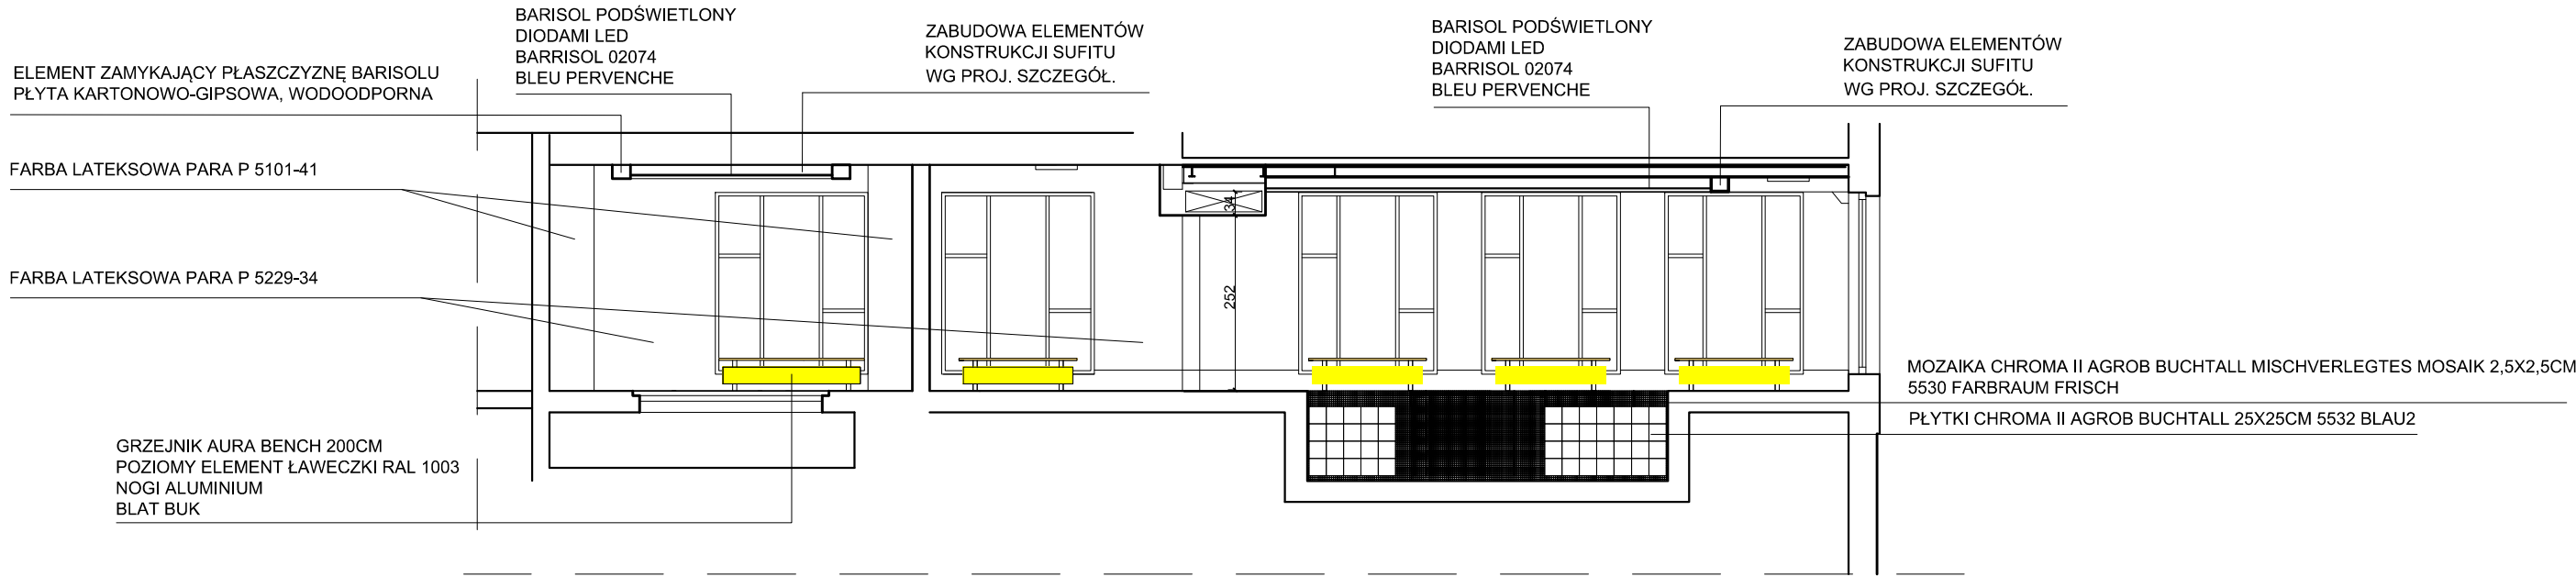 BARISOL PODŚWIETLONY
DIODAMI LED
BARRISOL 02074
BLEU PERVENCHE
ZABUDOWA ELEMENTÓW
KONSTRUKCJI SUFITU
WG PROJ. SZCZEGÓŁ.
BARISOL PODŚWIETLONY
DIODAMI LED
BARRISOL 02074
BLEU PERVENCHE
ZABUDOWA ELEMENTÓW
KONSTRUKCJI SUFITU
WG PROJ. SZCZEGÓŁ.
ELEMENT ZAMYKAJĄCY PŁASZCZYZNĘ BARISOLU
PŁYTA KARTONOWO-GIPSOWA, WODOODPORNA
FARBA LATEKSOWA PARA P 5101-41
34
FARBA LATEKSOWA PARA P 5229-34
252
MOZAIKA CHROMA II AGROB BUCHTALL MISCHVERLEGTES MOSAIK 2,5X2,5CM
5530 FARBRAUM FRISCH
PŁYTKI CHROMA II AGROB BUCHTALL 25X25CM 5532 BLAU2
GRZEJNIK AURA BENCH 200CM
POZIOMY ELEMENT ŁAWECZKI RAL 1003
NOGI ALUMINIUM
BLAT BUK